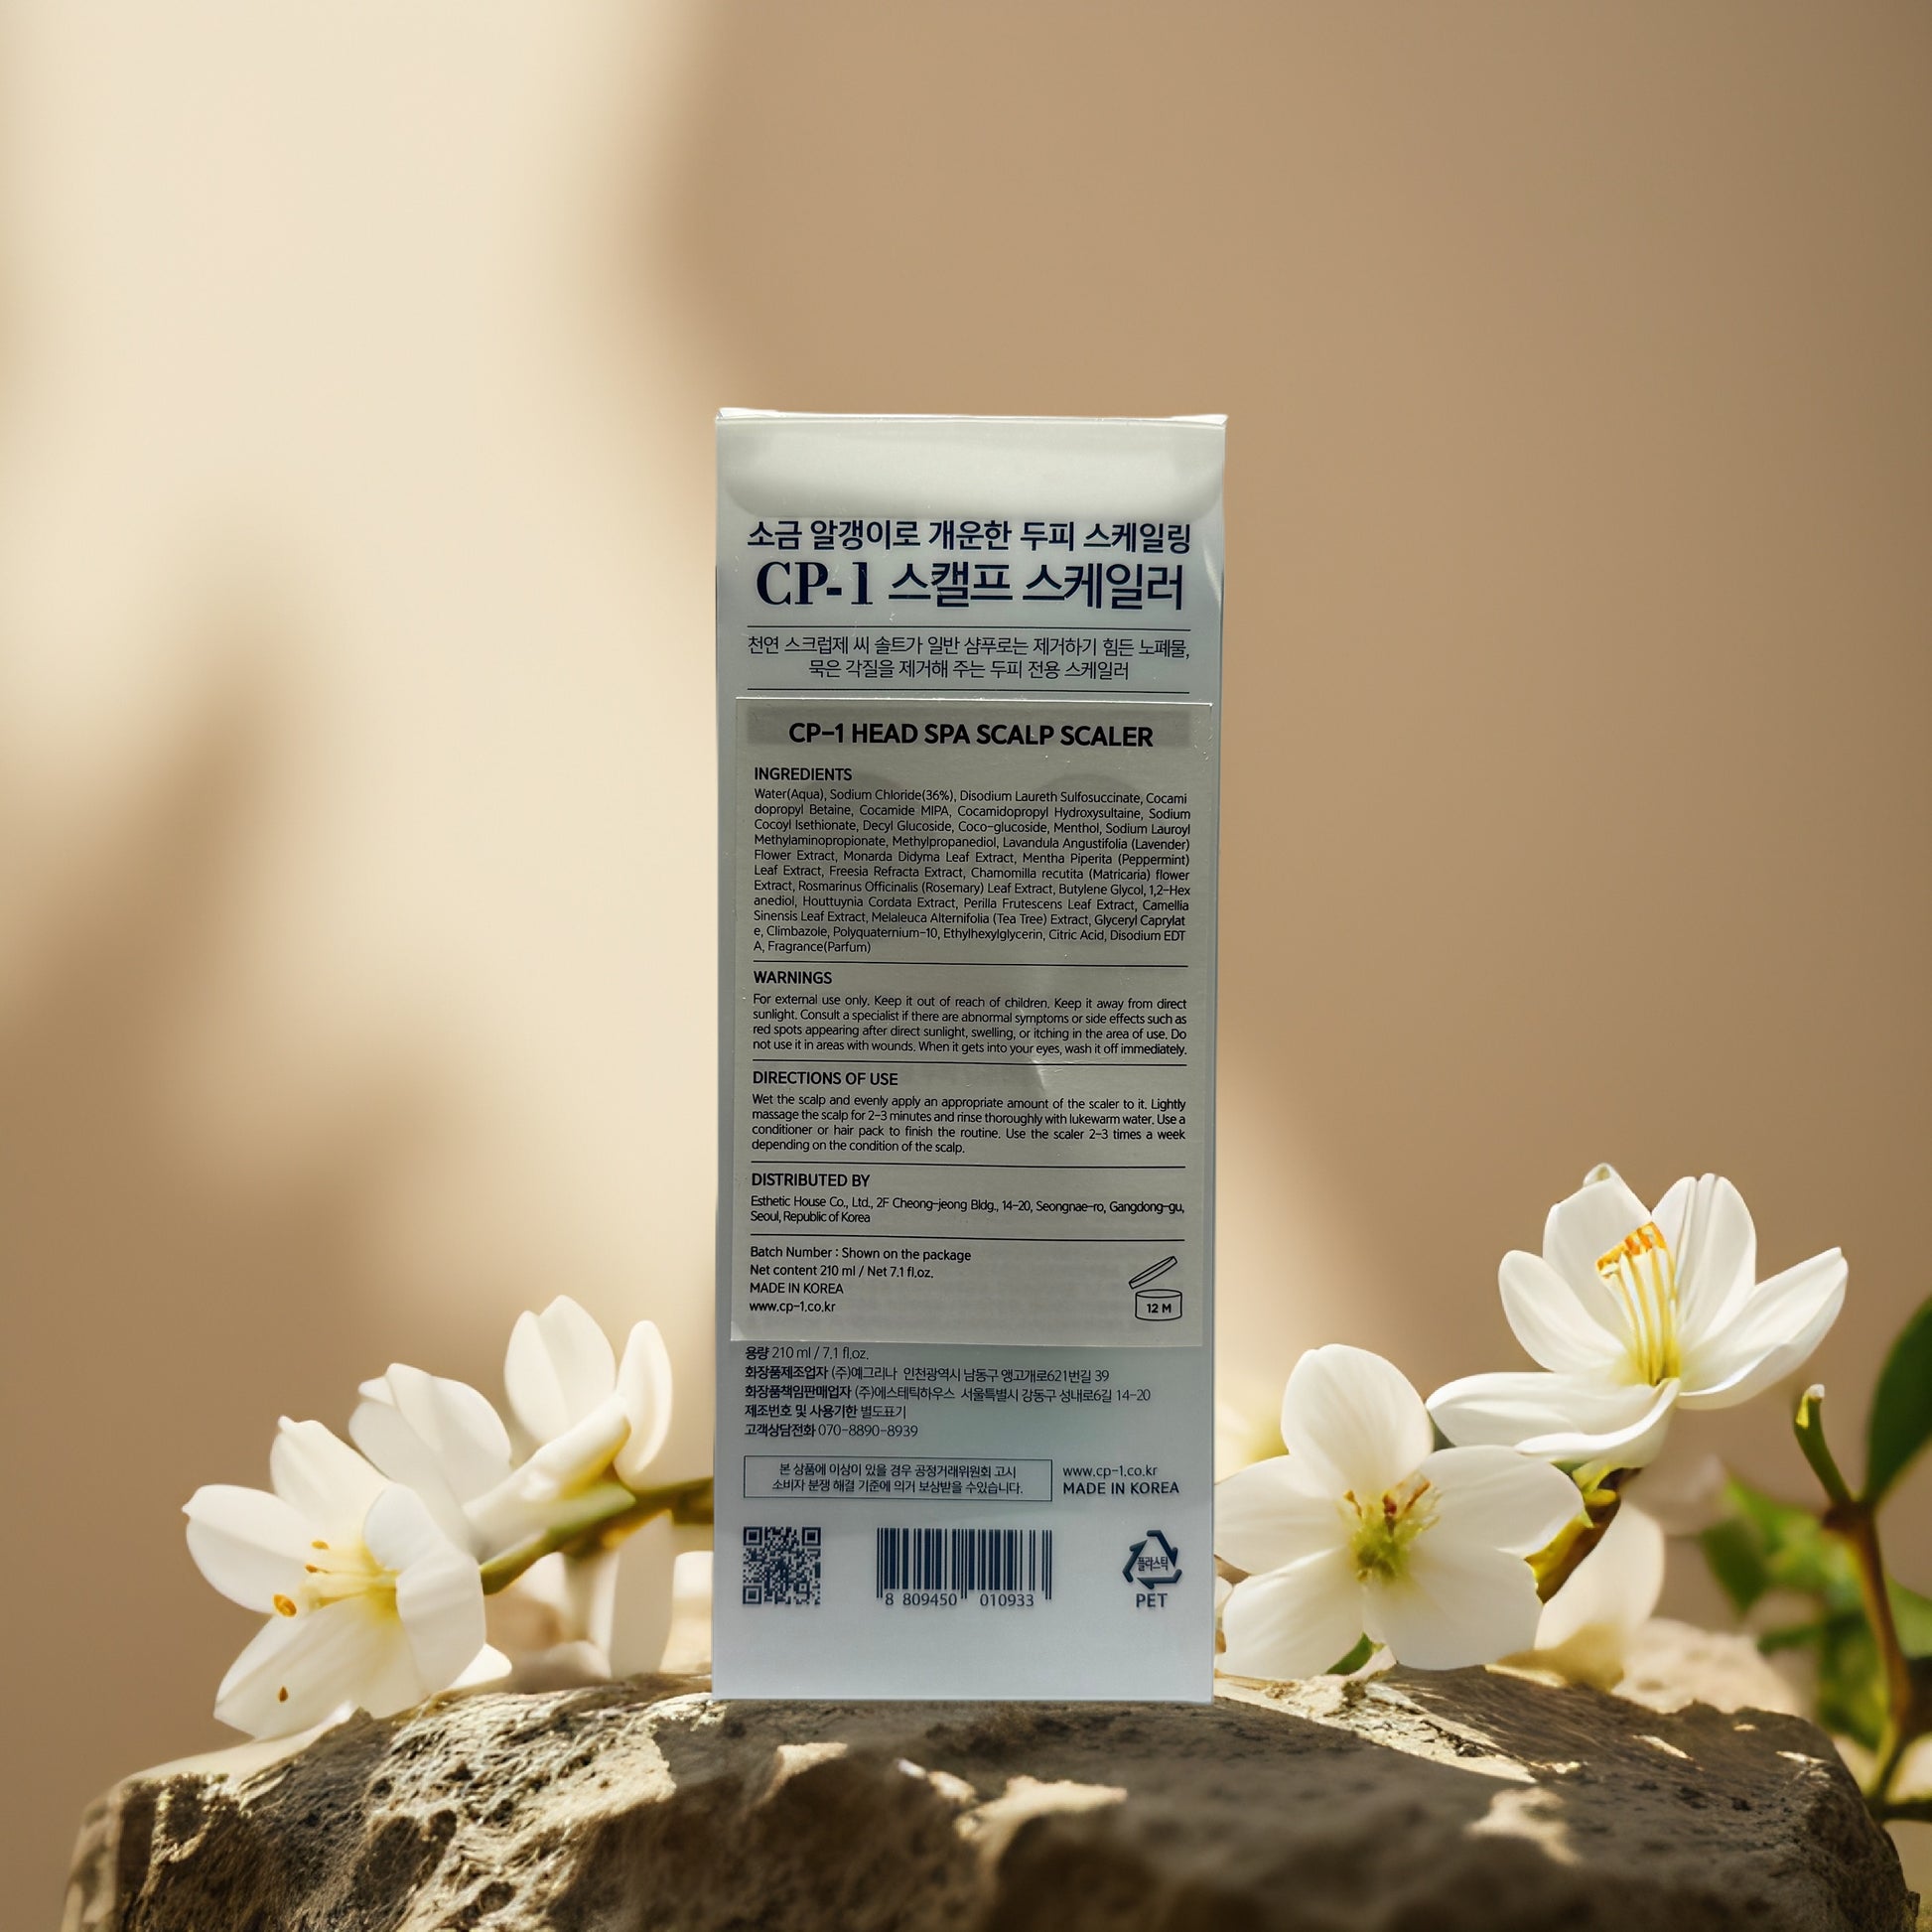 소금 알갱이로 개운한 두피 스케일링
CP-1 스캘프 스케일러
천연 스크럽제 씨 솔트가 일반 샴푸로는 제거하기 힘든 노폐물,
묵은 각질을 제거해 주는 두피 전용 스케일러
CP-1 HEAD SPA SCALP SCALER
INGREDIENTS
Water(Aqua), Sodium Chloride(36%), Disodium Laureth Sulfosuccinate, Cocami
dopropyl Betaine, Cocamide MIPA, Cocamidopropyl Hydroxysultaine, Sodium
Cocoyl Isethionate, Decyl Glucoside, Coco-glucoside, Menthol, Sodium Lauroyl
Methylaminopropionate, Methylpropanediol, Lavandula Angustifolia (Lavender)
Flower Extract, Monarda Didyma Leaf Extract, Mentha Piperita (Peppermint)
Leaf Extract, Freesia Refracta Extract, Chamomilla recutita (Matricaria) flower
Extract, Rosmarinus Officinalis (Rosemary) Leaf Extract, Butylene Glycol, 1,2-Hex
anediol, Houttuynia Cordata Extract, Perilla Frutescens Leaf Extract, Camellia
Sinensis Leaf Extract, Melaleuca Alternifolia (Tea Tree) Extract, Glyceryl Caprylat
e, Climbazole, Polyquaternium-10, Ethylhexylglycerin, Citric Acid, Disodium EDT
A, Fragrance(Parfum)
WARNINGS
For external use only. Keep it out of reach of children. Keep it away from direct
sunlight. Consult a specialist if there are abnormal symptoms or side effects such as
red spots appearing after direct sunlight, swelling, or itching in the area of use. Do
not use it in areas with wounds. When it gets into your eyes, wash it off immediately.
DIRECTIONS OF USE
Wet the scalp and evenly apply an appropriate amount of the scaler to it. Lightly
massage the scalp for 2-3 minutes and rinse thoroughly with lukewarm water. Use a
conditioner or hair pack to finish the routine. Use the scaler 2-3 times a week
depending on the condition of the scalp.
DISTRIBUTED BY
Esthetic House Co., Ltd., 2F Cheong-jeong Bldg., 14-20, Seongnae-ro, Gangdong-gu,
Seoul, Republic of Korea
Batch Number : Shown on the package
Net content 210 ml / Net 7.1 fl.oz.
MADE IN KOREA
www.cp-1.co.kr
12 M
용량 210 ml / 7.1 fl.oz.
화장품제조업자 (주)예그리나 인천광역시 남동구 앵고개로621번길 39
화장품책임판매업자 (주)에스테틱하우스 서울특별시 강동구 성내로6길 14-20
제조번호 및 사용기한 별도표기
고객상담전화 070-8890-8939
본 상품에 이상이 있을 경우 공정거래위원회 고시
소비자 분쟁 해결 기준에 의거 보상받을 수있습니다.
www.cp-1.co.kr
MADE IN KOREA
8 809450 010933
플라스틱
PET